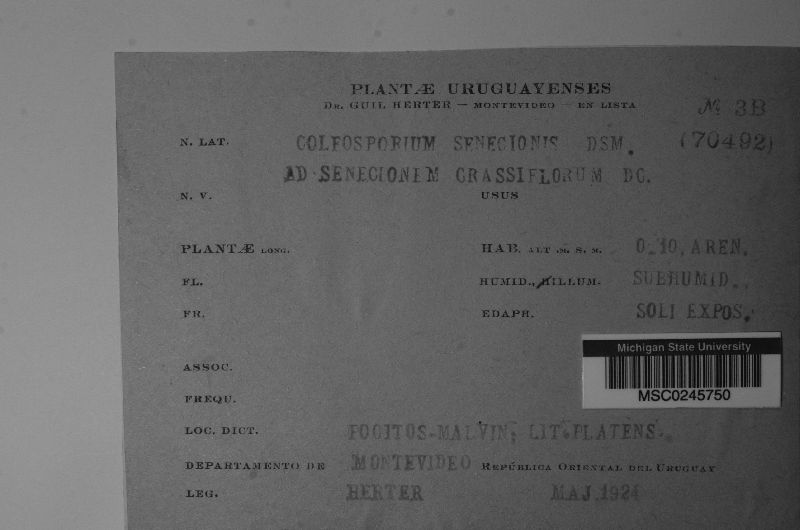 PLANTÆ URUGUAYENSES
DR. GUIL HERTER — MONTEVIDEO — EN LISTA
№ 3B
N. LAT. COLEOSPORIUM SENECIONIS DSM. (70492)
AD SENECIONEM CRASSIFLORUM DC.
N. V. USUS
PLANTÆ LONG. HAB. ALT .M. S. M. 0-10, AREN.
FL. HUMID., ILLUM. SUBHUMID.,
FR. EDAPH. SOLI EXPOS.
Michigan State University
MSC0245750
ASSOC.
FREQU.
LOC. DICT. POCITOS-MALVIN, LIT.PLATENS.
DEPARTAMENTO DE MONTEVIDEO REPÚBLICA ORIENTAL DEL URUGUAY
LEG. HERTER MAJ.1924